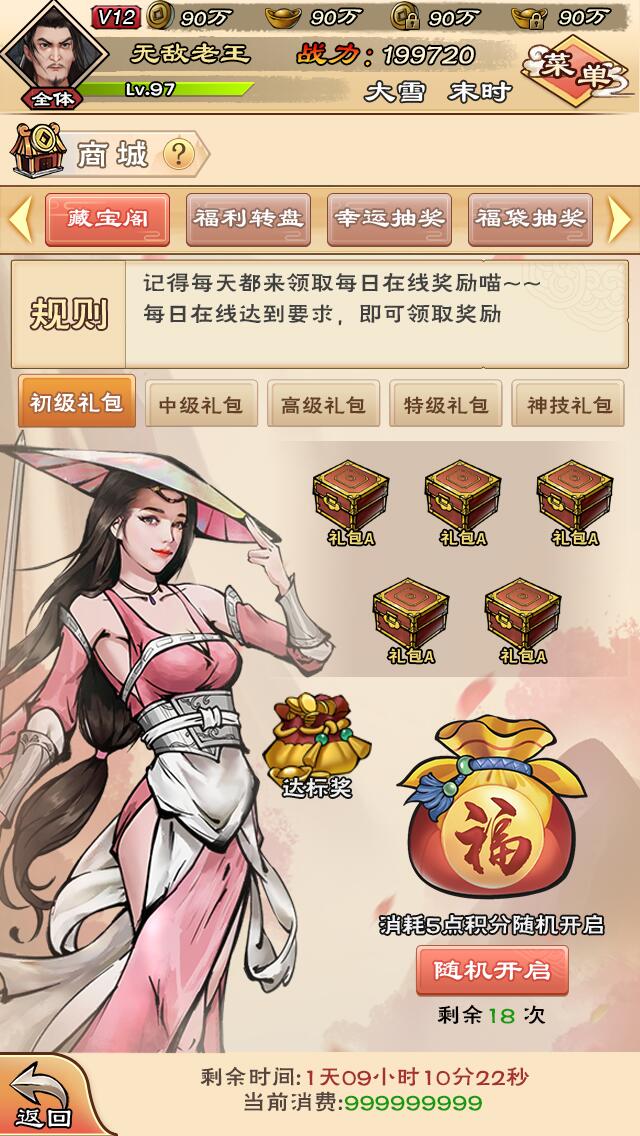 V12 90万 90万 90万 90万
无敌老王 战力：199720
菜单
全体 Lv.97 大雪 未时
商城 ?
藏宝阁 福利转盘 幸运抽奖 福袋抽奖
规则
记得每天都来领取每日在线奖励喵~~
每日在线达到要求，即可领取奖励
初级礼包 中级礼包 高级礼包 特级礼包 神技礼包
礼包A 礼包A 礼包A
礼包A 礼包A
达标奖
福
消耗5点积分随机开启
随机开启
剩余 18 次
剩余时间:1天09小时10分22秒
当前消费:999999999
返回